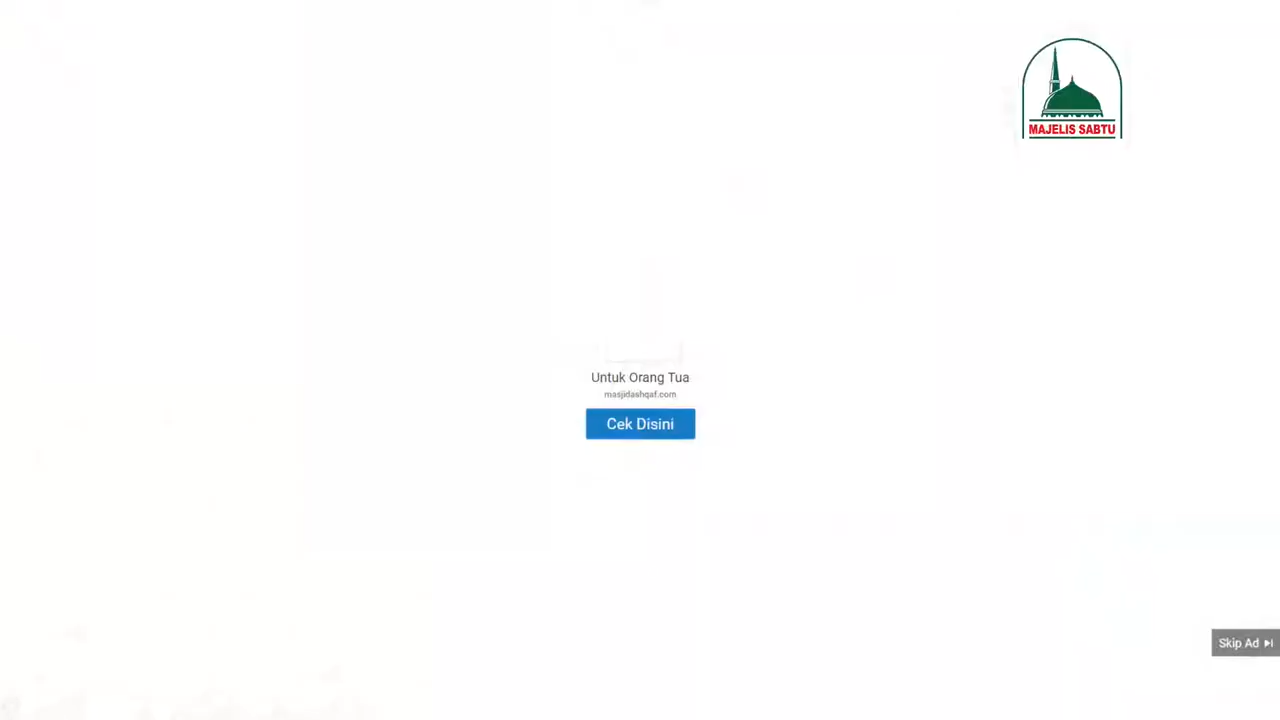 MAJELIS SABTU
Untuk Orang Tua
masjidashqaf.com
Cek Disini
Skip Ad